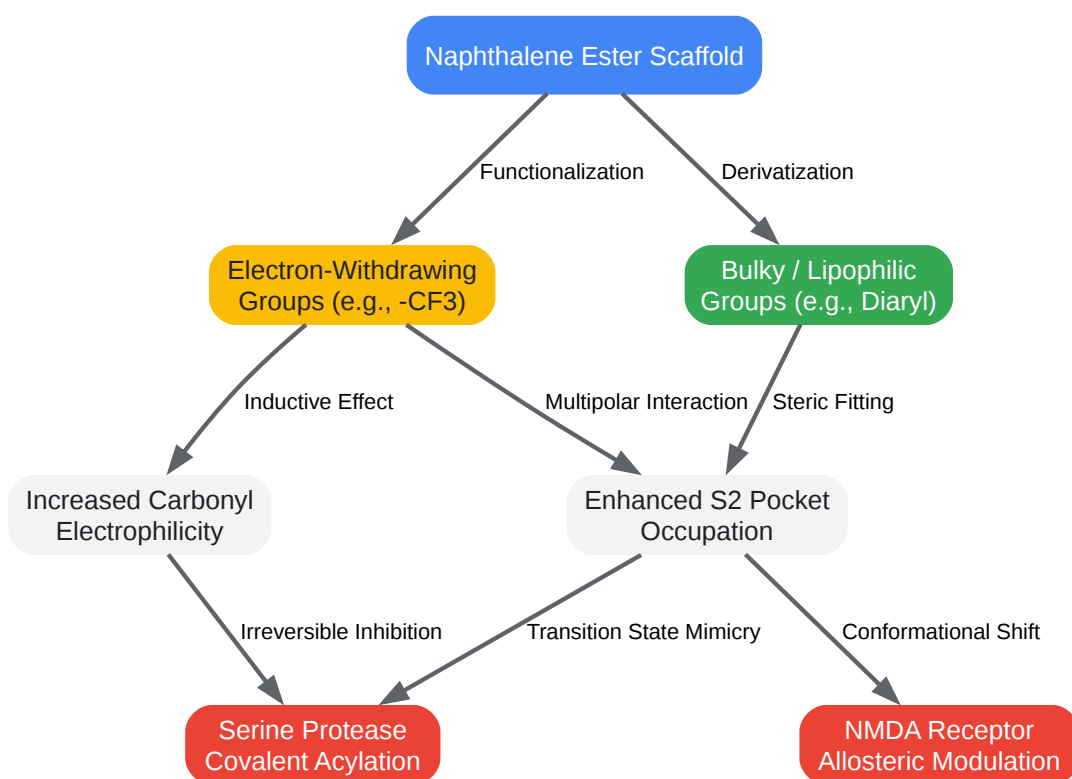 Naphthalene Ester Scaffold
Functionalization
Derivatization
Electron-Withdrawing
Groups (e.g., -CF3)
Bulky / Lipophilic
Groups (e.g., Diaryl)
Inductive Effect
Multipolar Interaction
Steric Fitting
Increased Carbonyl
Electrophilicity
Enhanced S2 Pocket
Occupation
Irreversible Inhibition
Transition State Mimicry
Conformational Shift
Serine Protease
Covalent Acylation
NMDA Receptor
Allosteric Modulation